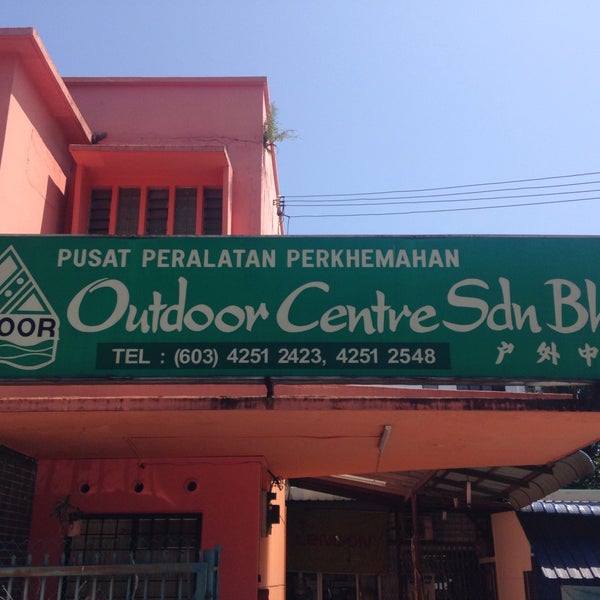 PUSAT PERALATAN PERKHEMAHAN
OOR
Outdoor Centre Sdn Bh
TEL : (603) 4251 2423, 4251 2548
户外中